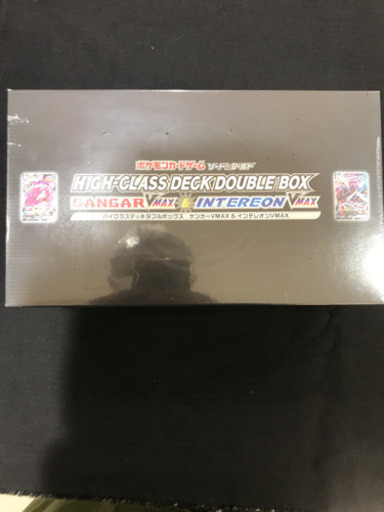 ポケモンカードゲーム ソード&シールド
HIGH-CLASS DECK DOUBLE BOX
GANGAR VMAX & INTEREON VMAX
ハイクラスデッキダブルボックス ゲンガーVMAX & インテレオンVMAX